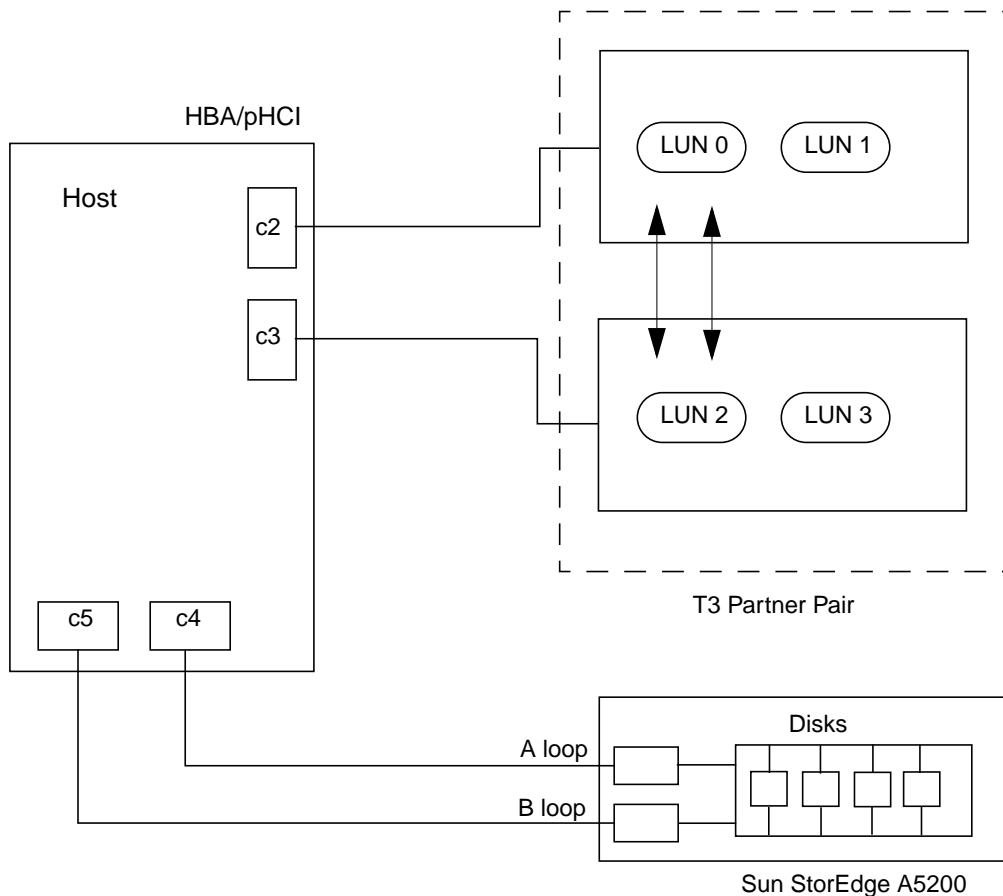 HBA/pHCI
Host
c2
c3
LUN 0
LUN 1
LUN 2
LUN 3
T3 Partner Pair
c5
c4
Disks
A loop
B loop
Sun StorEdge A5200